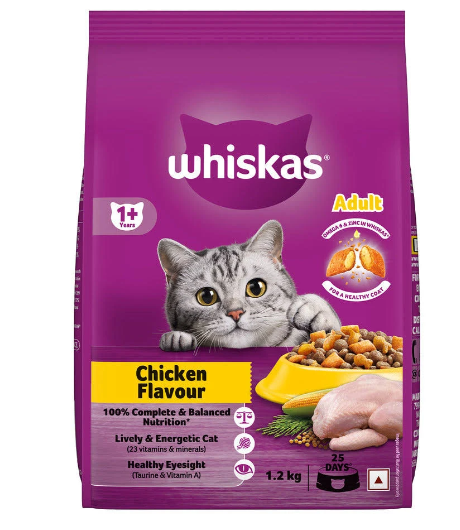 whiskas®
Adult
OMEGA 6 & ZINC IN WHISKAS®
FOR A HEALTHY COAT
1+
Years
Chicken
Flavour
100% Complete & Balanced
Nutrition*
Lively & Energetic Cat
(23 vitamins & minerals)
Healthy Eyesight
(Taurine & Vitamin A)
1.2 kg
25
DAYS